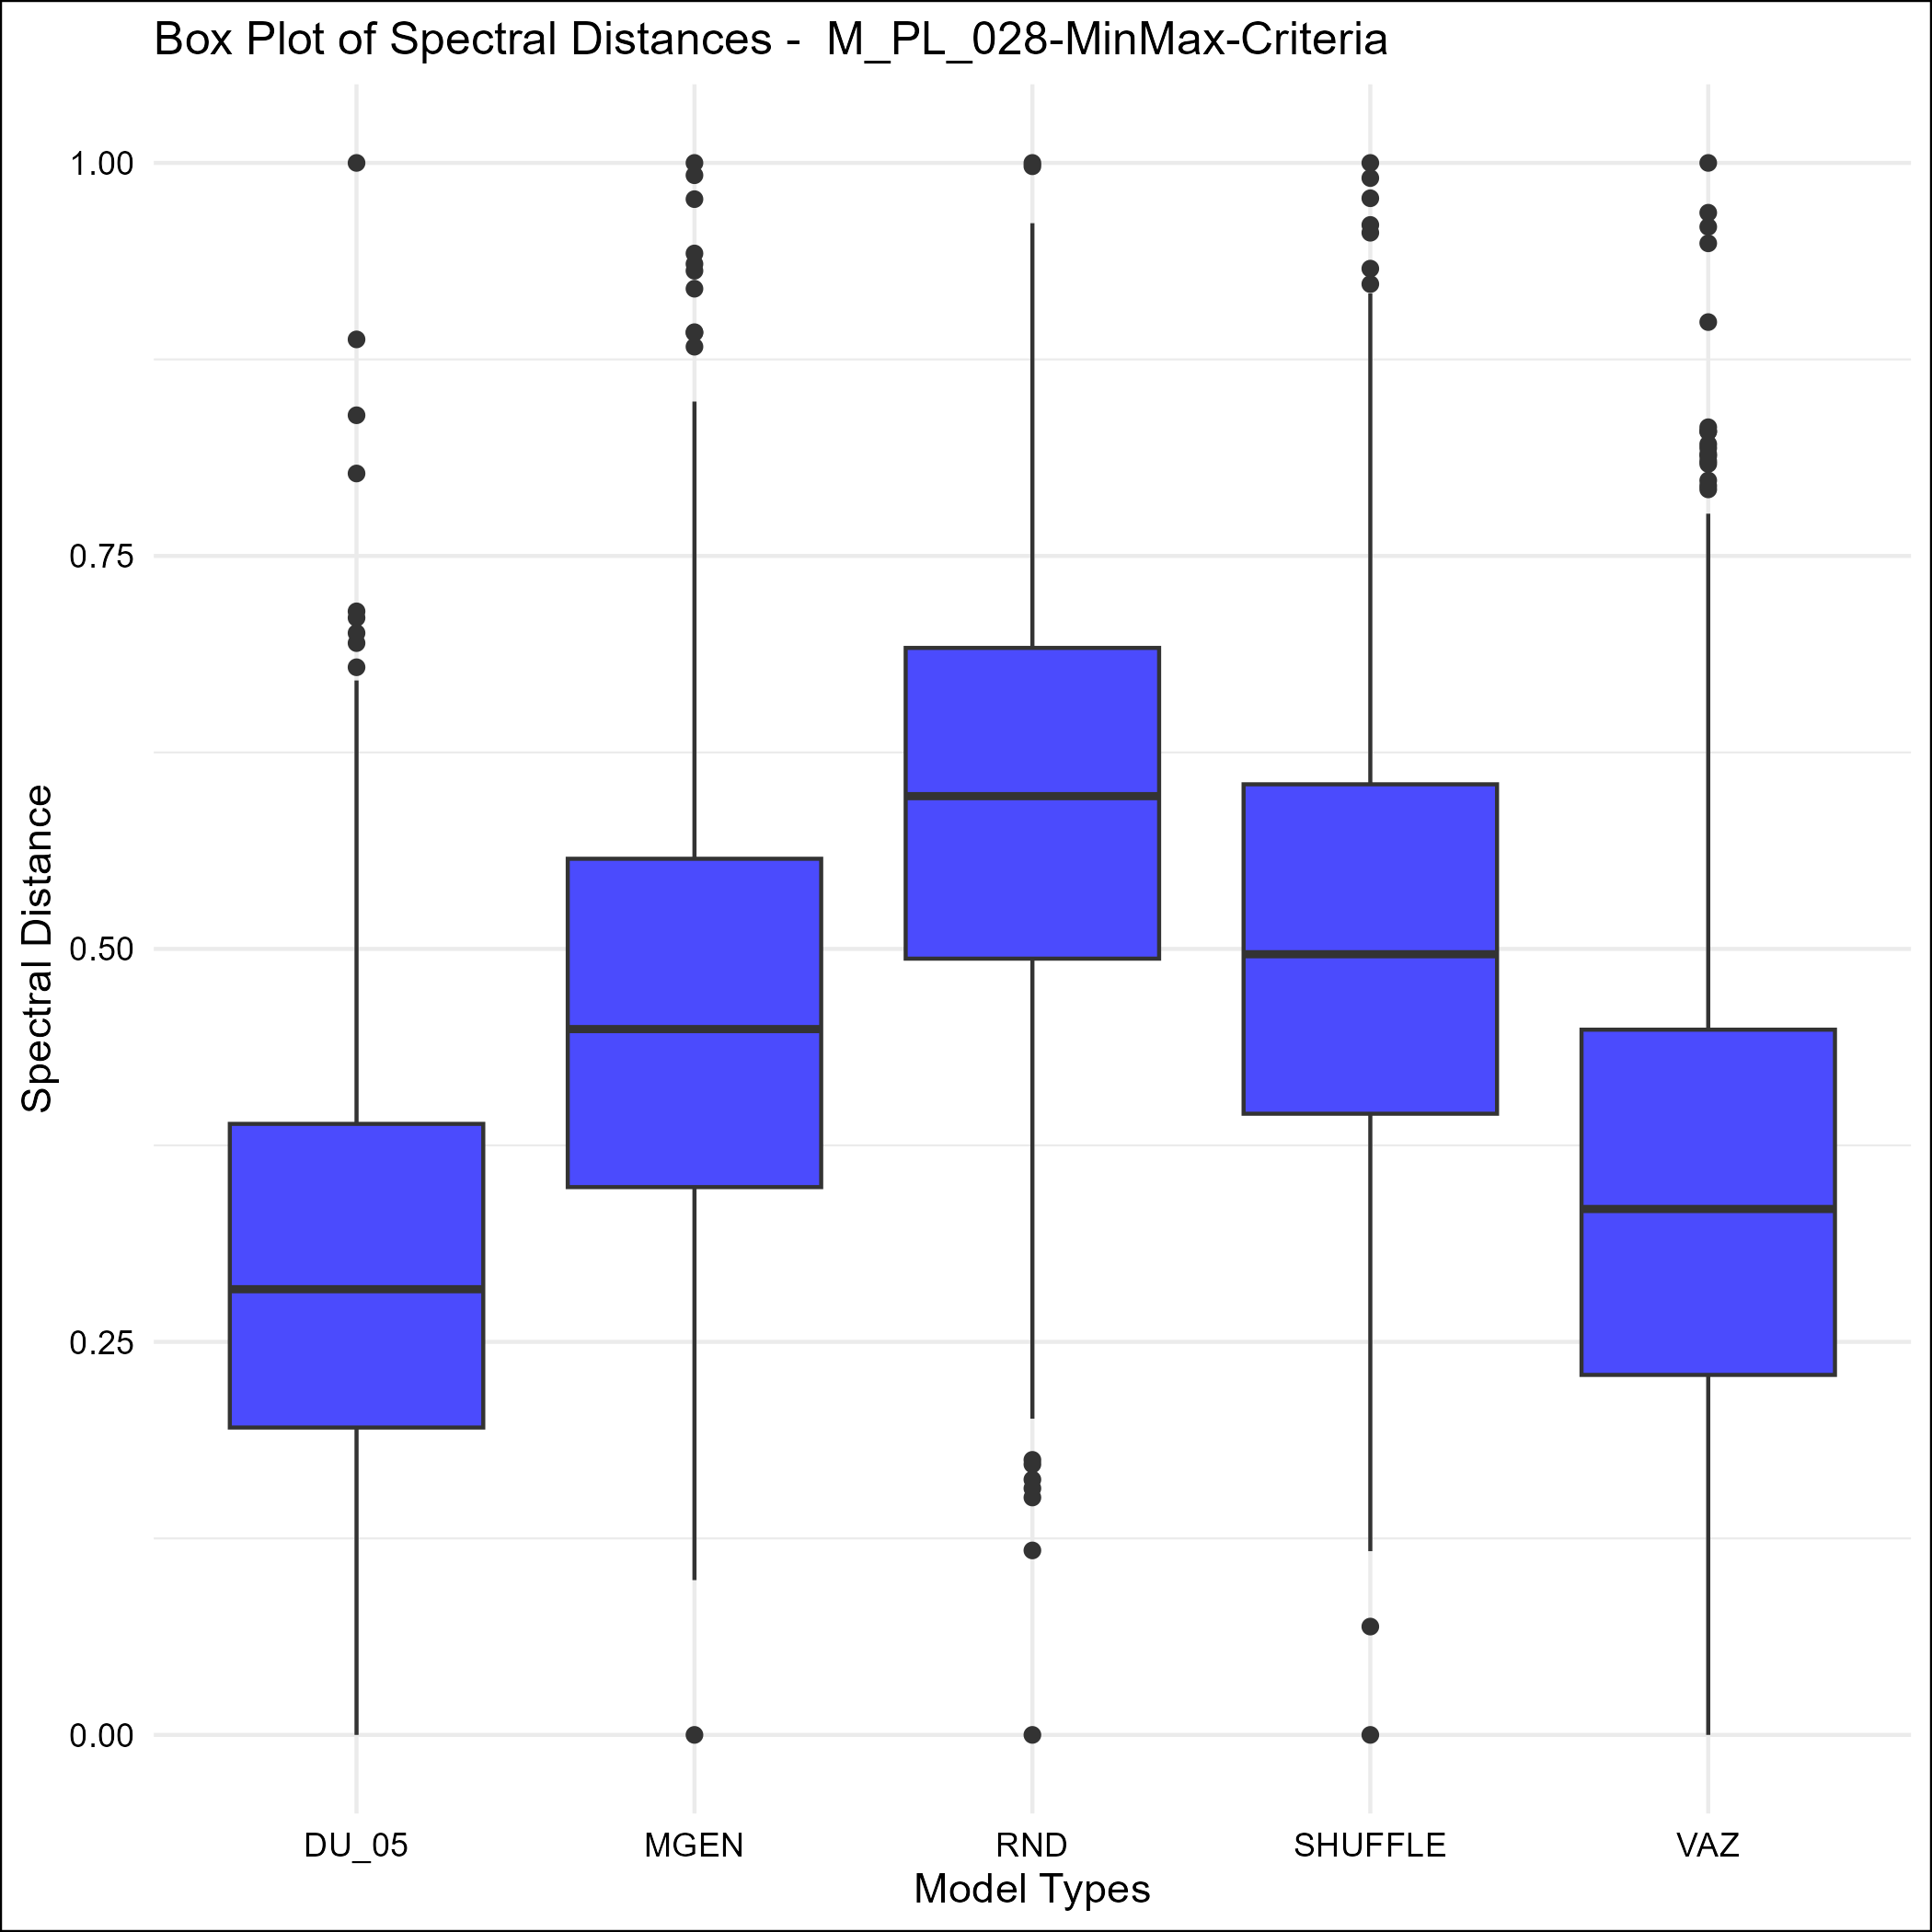 Box Plot of Spectral Distances -  M_PL_028-MinMax-Criteria
1.00
0.75
0.50
0.25
0.00
Spectral Distance
DU_05 MGEN RND SHUFFLE VAZ
Model Types